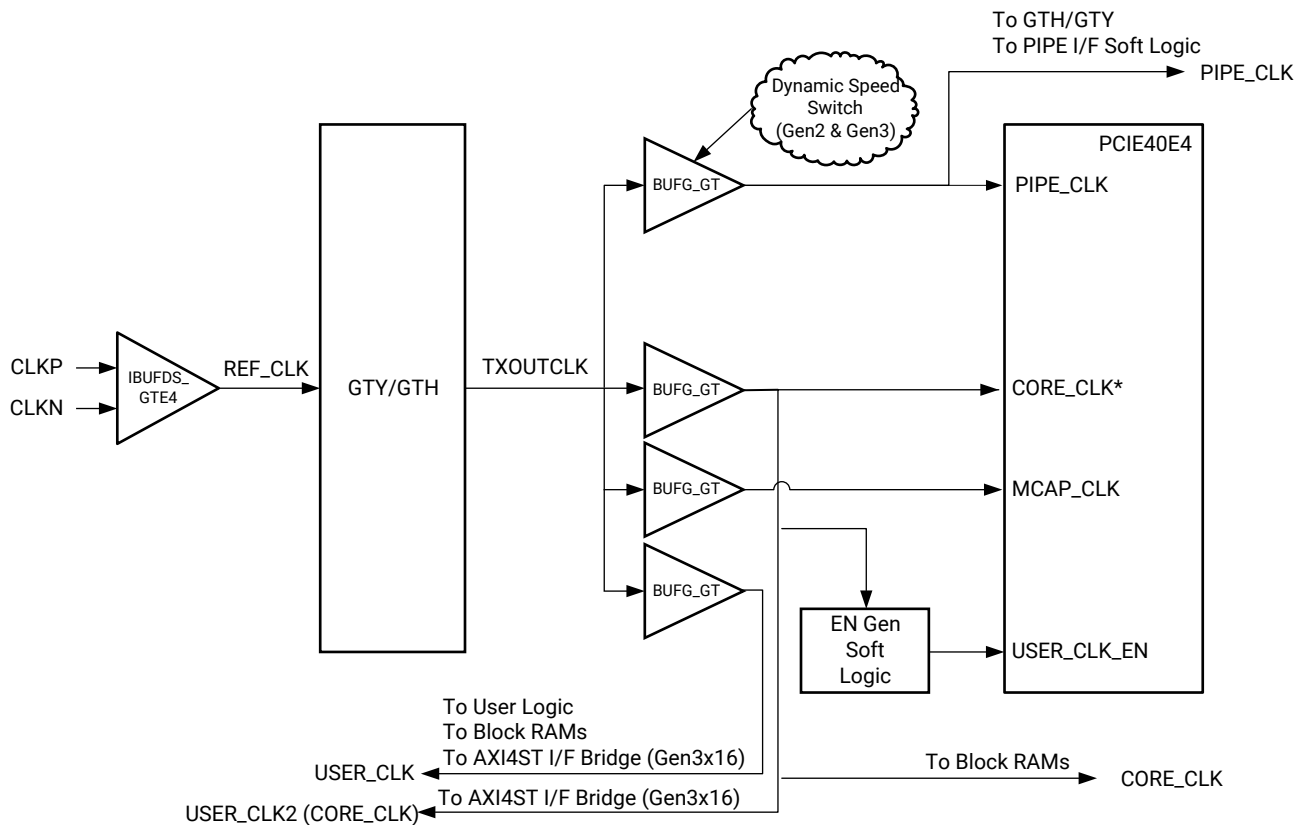 To GTH/GTY
To PIPE I/F Soft Logic
PIPE_CLK
Dynamic Speed
Switch
(Gen2 & Gen3)
PCIE40E4
BUFG_GT
PIPE_CLK
CLKP
CLKN
IBUFDS_
GTE4
REF_CLK
GTY/GTH
TXOUTCLK
BUFG_GT
CORE_CLK*
BUFG_GT
MCAP_CLK
BUFG_GT
EN Gen
Soft
Logic
USER_CLK_EN
To User Logic
To Block RAMs
To AXI4ST I/F Bridge (Gen3x16)
USER_CLK
To Block RAMs
CORE_CLK
To AXI4ST I/F Bridge (Gen3x16)
USER_CLK2 (CORE_CLK)